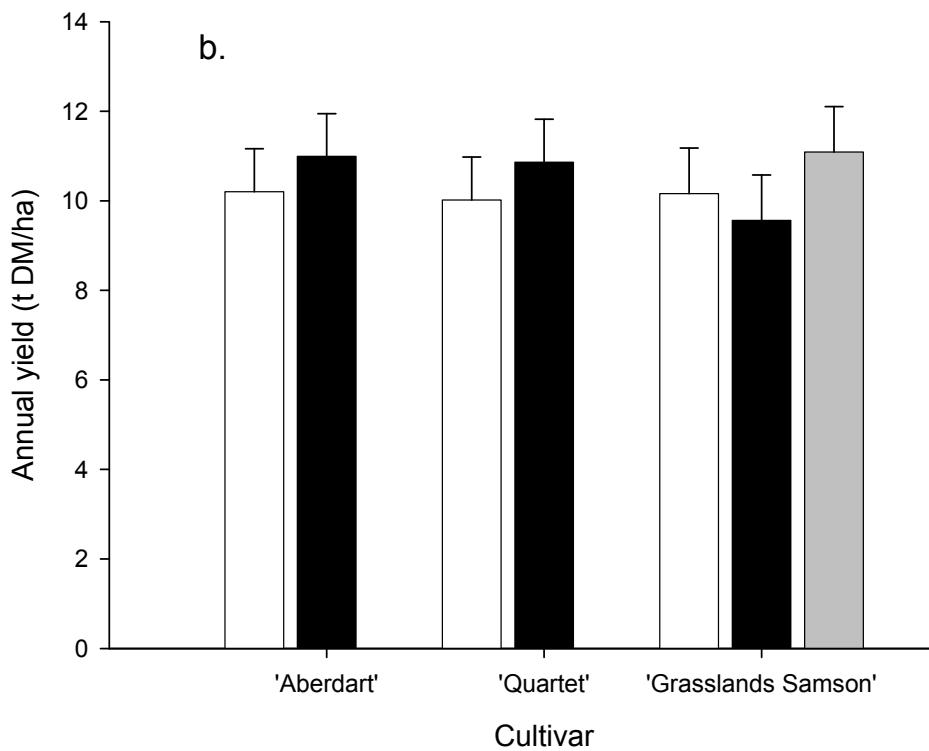 b.
Annual yield (t DM/ha)
14
12
10
8
6
4
2
0
'Aberdart' 'Quartet' 'Grasslands Samson'
Cultivar